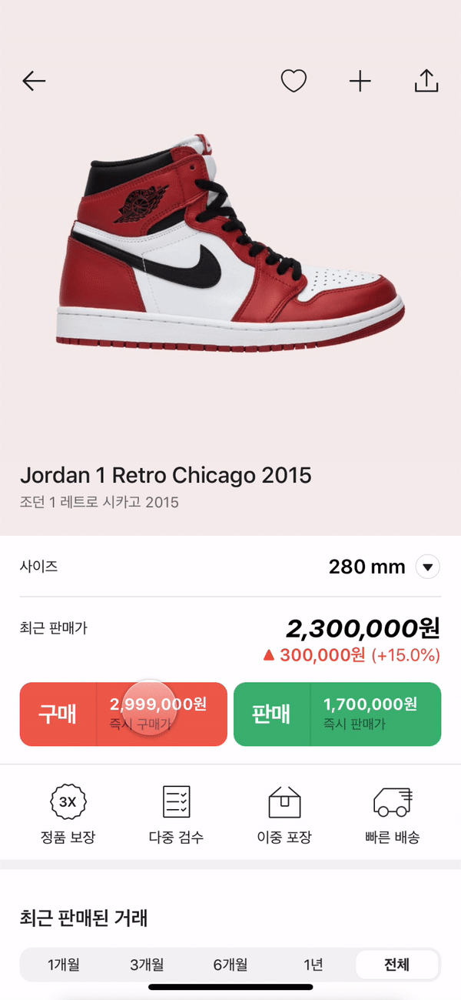 Jordan 1 Retro Chicago 2015
조던 1 레트로 시카고 2015
사이즈
280 mm
최근 판매가
2,300,000원
▲ 300,000원 (+15.0%)
구매
2,999,000원
즉시 구매가
판매
1,700,000원
즉시 판매가
3X
정품 보장
다중 검수
이중 포장
빠른 배송
최근 판매된 거래
1개월
3개월
6개월
1년
전체